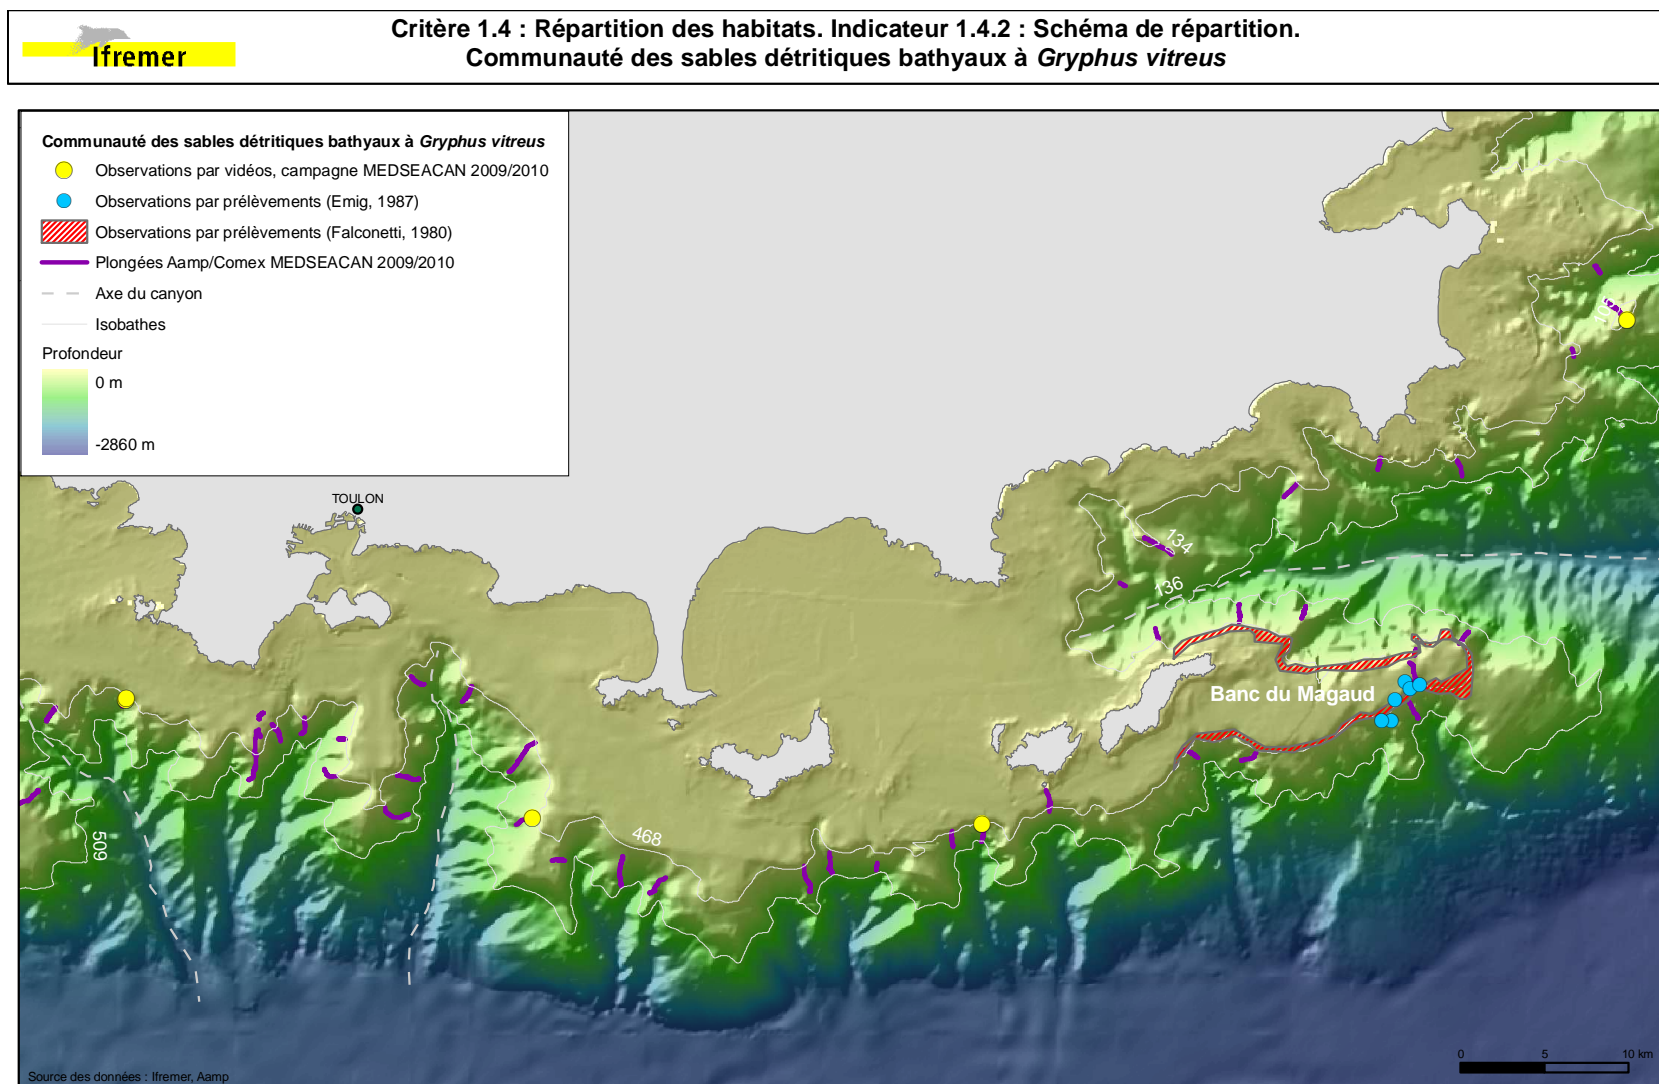 Ifremer
Critère 1.4 : Répartition des habitats. Indicateur 1.4.2 : Schéma de répartition.
Communauté des sables détritiques bathyaux à Gryphus vitreus
Communauté des sables détritiques bathyaux à Gryphus vitreus
Observations par vidéos, campagne MEDSEACAN 2009/2010
Observations par prélèvements (Emig, 1987)
Observations par prélèvements (Falconetti, 1980)
Plongées Aamp/Comex MEDSEACAN 2009/2010
Axe du canyon
Isobathes
Profondeur
0 m
-2860 m
TOULON
134
136
Banc du Magaud
468
509
Source des données : Ifremer, Aamp
0 5 10 km